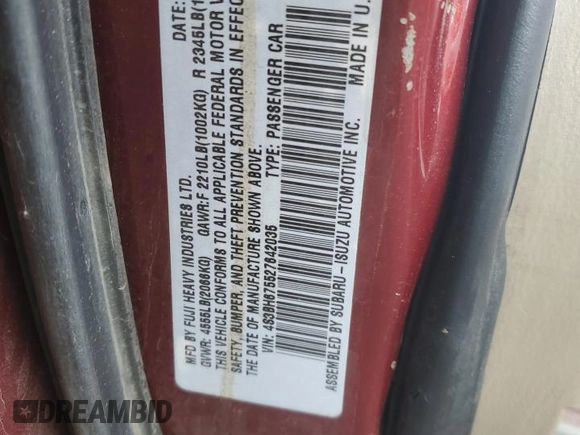 MFD BY FUJI HEAVY INDUSTRIES LTD. DATE:
GVWR: 4555LB(2066KG) GAWR:F 2210LB(1002KG) R 2345LB(1
THIS VEHICLE CONFORMS TO ALL APPLICABLE FEDERAL MOTOR V
SAFETY, BUMPER, AND THEFT PREVENTION STANDARDS IN EFFEC
THE DATE OF MANUFACTURE SHOWN ABOVE.
VIN: 4S3BH675527642035 TYPE: PASSENGER CAR
ASSEMBLED BY SUBARU-ISUZU AUTOMOTIVE INC. MADE IN U.
DREAMBID